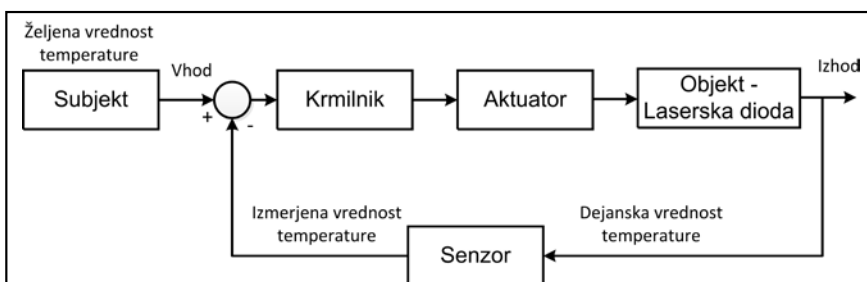 Željena vrednost
temperature
Subjekt
Vhod
+
-
Krmilnik
Aktuator
Objekt -
Laserska dioda
Izhod
Izmerjena vrednost
temperature
Senzor
Dejanska vrednost
temperature